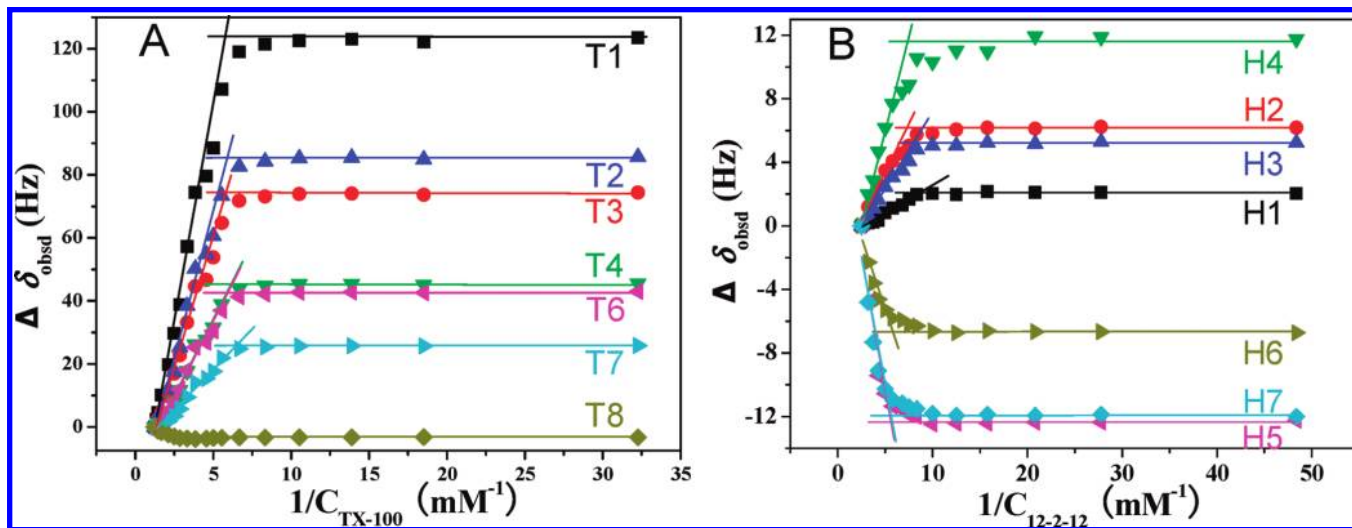 A
T1
T2
T3
T4
T6
T7
T8
120
100
80
60
40
20
0
0 5 10 15 20 25 30 35
Δ δobsd (Hz)
1/CTX-100 (mM-1)
B
H4
H2
H3
H1
H6
H7
H5
12
8
4
0
-4
-8
-12
0 10 20 30 40 50
Δ δobsd (Hz)
1/C12-2-12 (mM-1)